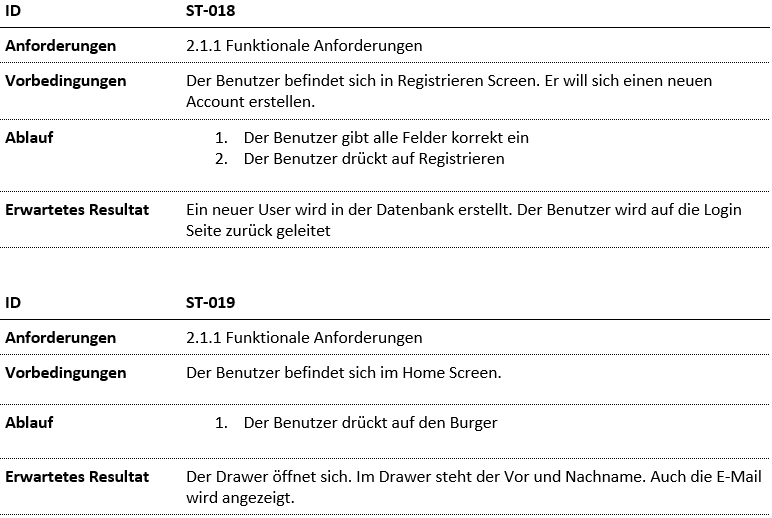 ID ST-018
Anforderungen 2.1.1 Funktionale Anforderungen
Vorbedingungen Der Benutzer befindet sich in Registrieren Screen. Er will sich einen neuen
Account erstellen.
Ablauf 1. Der Benutzer gibt alle Felder korrekt ein
2. Der Benutzer drückt auf Registrieren
Erwartetes Resultat Ein neuer User wird in der Datenbank erstellt. Der Benutzer wird auf die Login
Seite zurück geleitet
ID ST-019
Anforderungen 2.1.1 Funktionale Anforderungen
Vorbedingungen Der Benutzer befindet sich im Home Screen.
Ablauf 1. Der Benutzer drückt auf den Burger
Erwartetes Resultat Der Drawer öffnet sich. Im Drawer steht der Vor und Nachname. Auch die E-Mail
wird angezeigt.